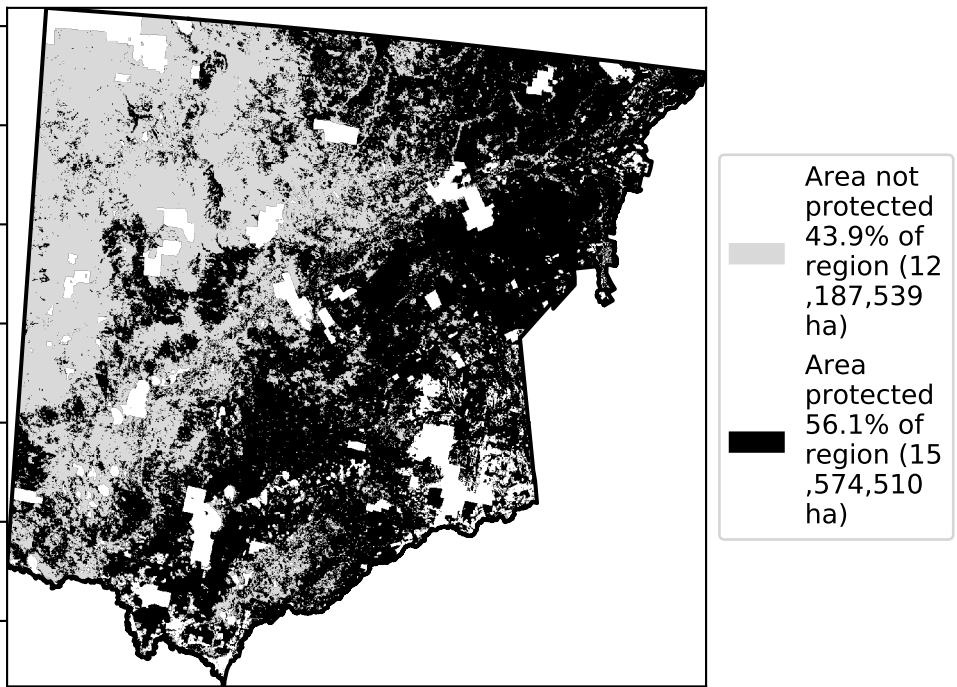 Area not
protected
43.9% of
region (12
,187,539
ha)
Area
protected
56.1% of
region (15
,574,510
ha)